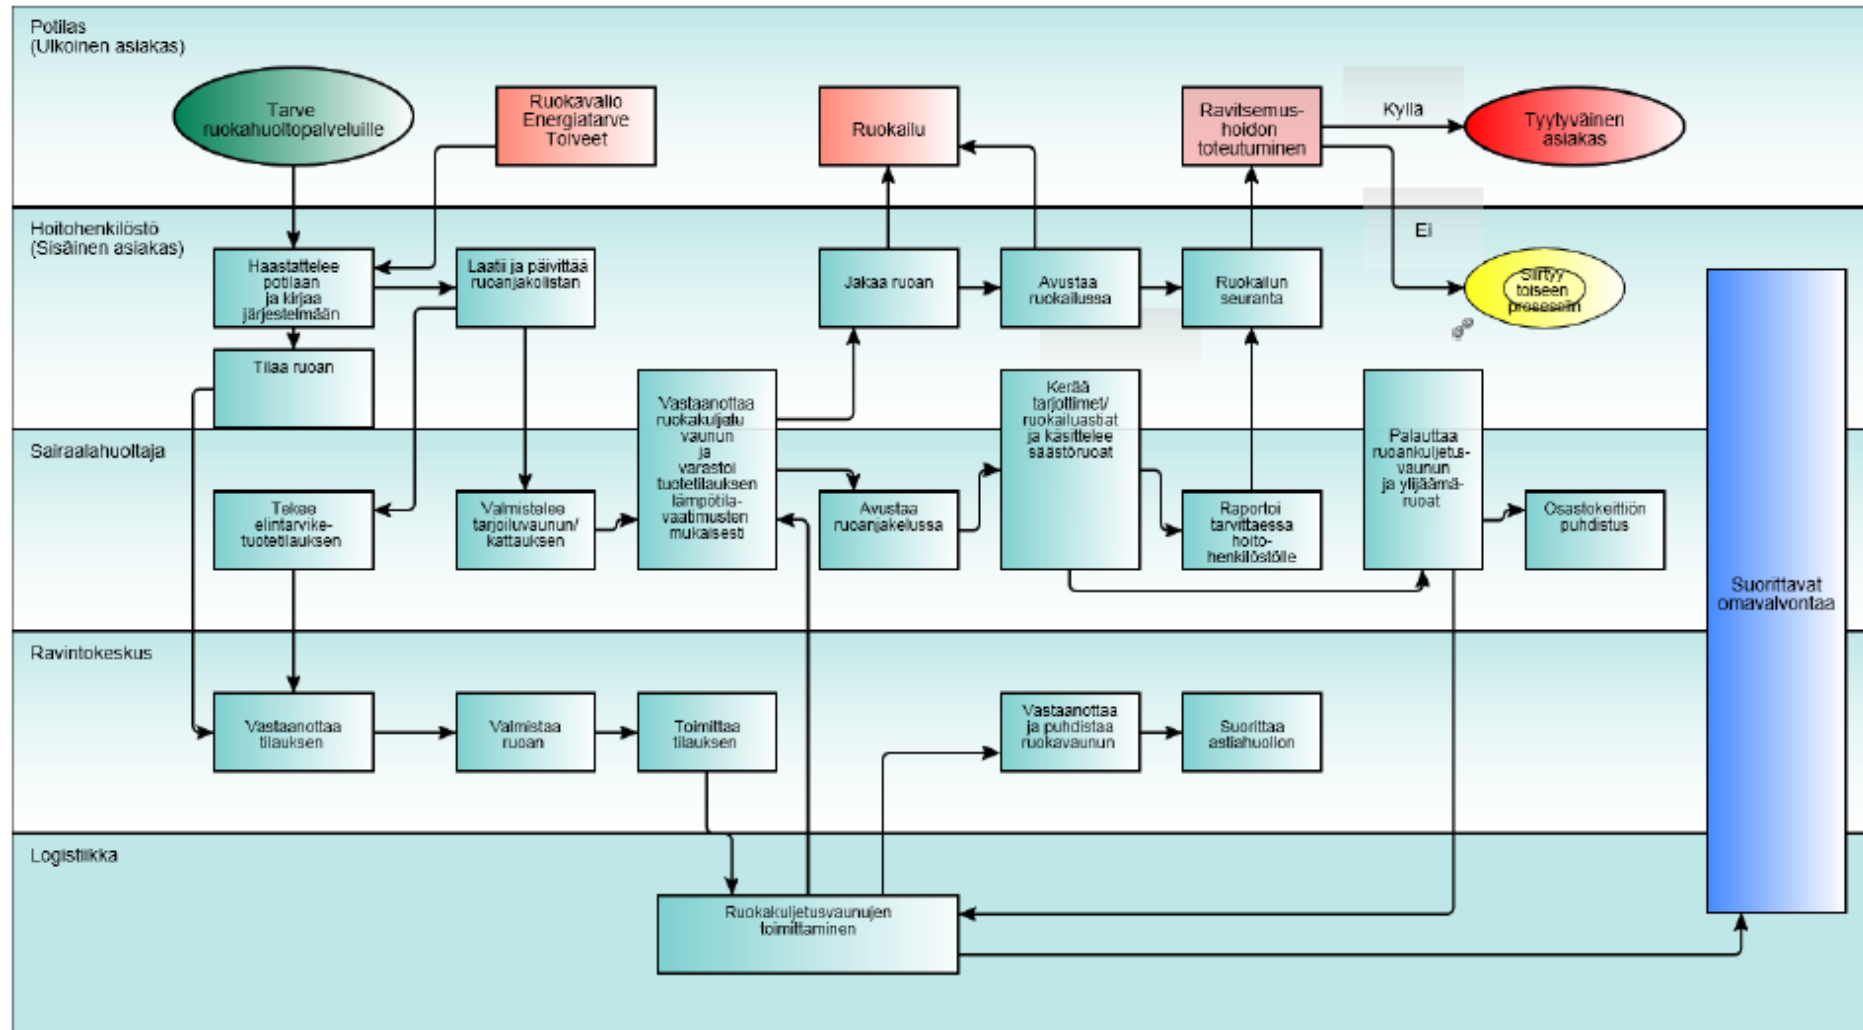 Potilas
(Ulkoinen asiakas)
Tarve
ruokahuoltopalveluille
Ruokavalio
Energiatarve
Toiveet
Ruokailu
Ravitsemus-
hoidon
toteutuminen
Kyllä
Tyytyväinen
asiakas
Hoitohenkilöstö
(Sisäinen asiakas)
Haastattelee
potilaan
ja kirjaa
järjestelmään
Laatii ja päivittää
ruoanjakolistan
Jakaa ruoan
Avustaa
ruokailussa
Ruokailun
seuranta
Ei
Siirtyy
toiseen
prosessiin
Tilaa ruoan
Vastaanottaa
ruokakuljetu
vaunun
ja
varastoi
tuotetilauksen
lämpötila-
vaatimusten
mukaisesti
Kerää
tarjottimet/
ruokailuastiat
ja käsittelee
säästöruoat
Palauttaa
ruoankuljetus-
vaunun
ja ylijäämä-
ruoat
Sairaalahuoltaja
Tekee
elintarvike-
tuotetilauksen
Valmistelee
tarjoiluvaunun/
kattauksen
Avustaa
ruoanjakelussa
Raportoi
tarvittaessa
hoito-
henkilöstölle
Osastokeittiön
puhdistus
Suorittavat
omavalvontaa
Ravintokeskus
Vastaanottaa
tilauksen
Valmistaa
ruoan
Toimittaa
tilauksen
Vastaanottaa
ja puhdistaa
ruokavaunun
Suorittaa
astiahuollon
Logistiikka
Ruokakuljetusvaunujen
toimittaminen